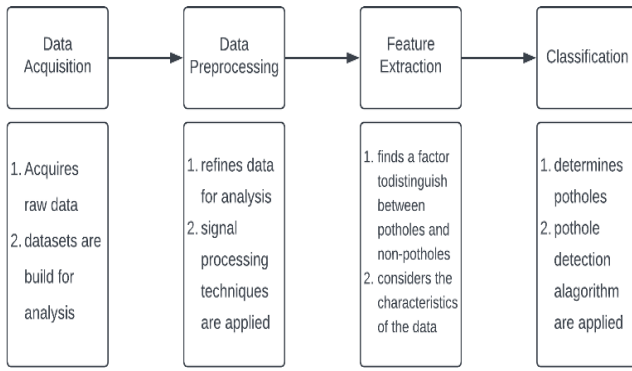 Data
Acquisition
Data
Preprocessing
Feature
Extraction
Classification
1. Acquires
raw data
2. datasets are
build for
analysis
1. refines data
for analysis
2. signal
processing
techniques
are applied
1. finds a factor
todistinguish
between
potholes and
non-potholes
2. considers the
characteristics
of the data
1. determines
potholes
2. pothole
detection
alagorithm
are applied